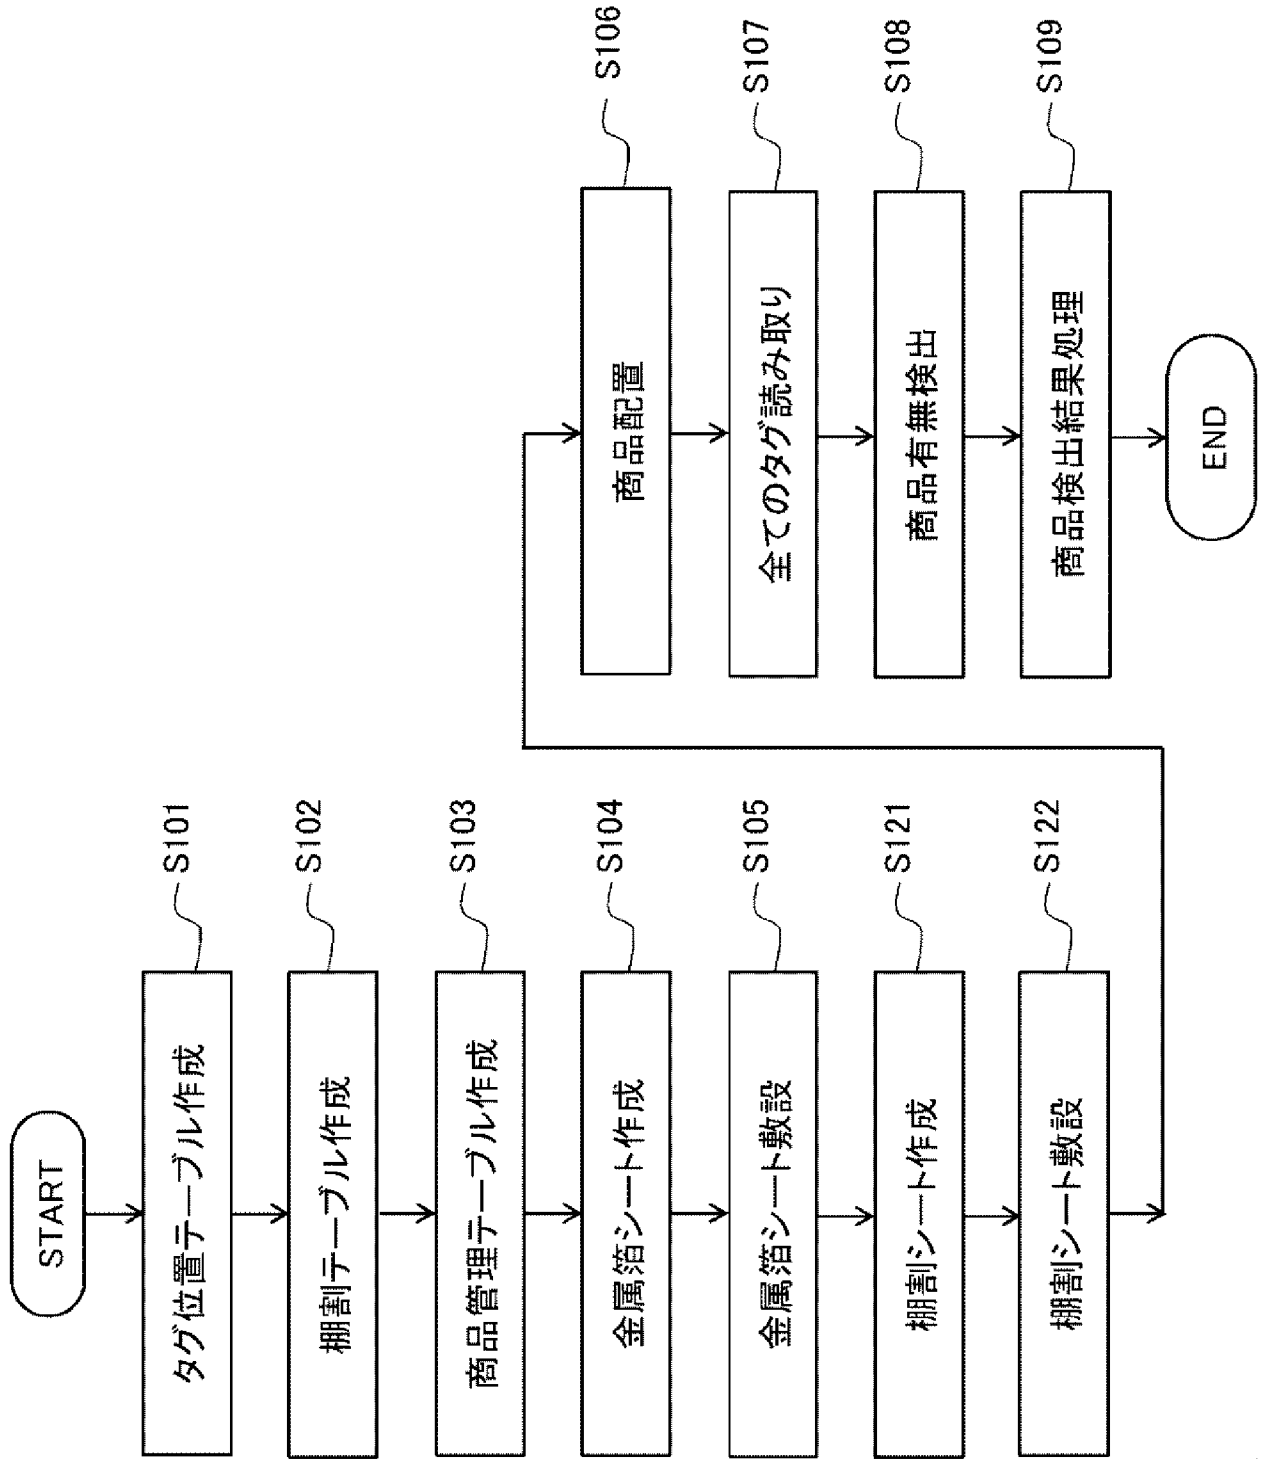 START
タグ位置テーブル作成
S101
棚割テーブル作成
S102
商品管理テーブル作成
S103
金属箔シート作成
S104
金属箔シート敷設
S105
棚割シート作成
S121
棚割シート敷設
S122
商品配置
S106
全てのタグ読み取り
S107
商品有無検出
S108
商品検出結果処理
S109
END